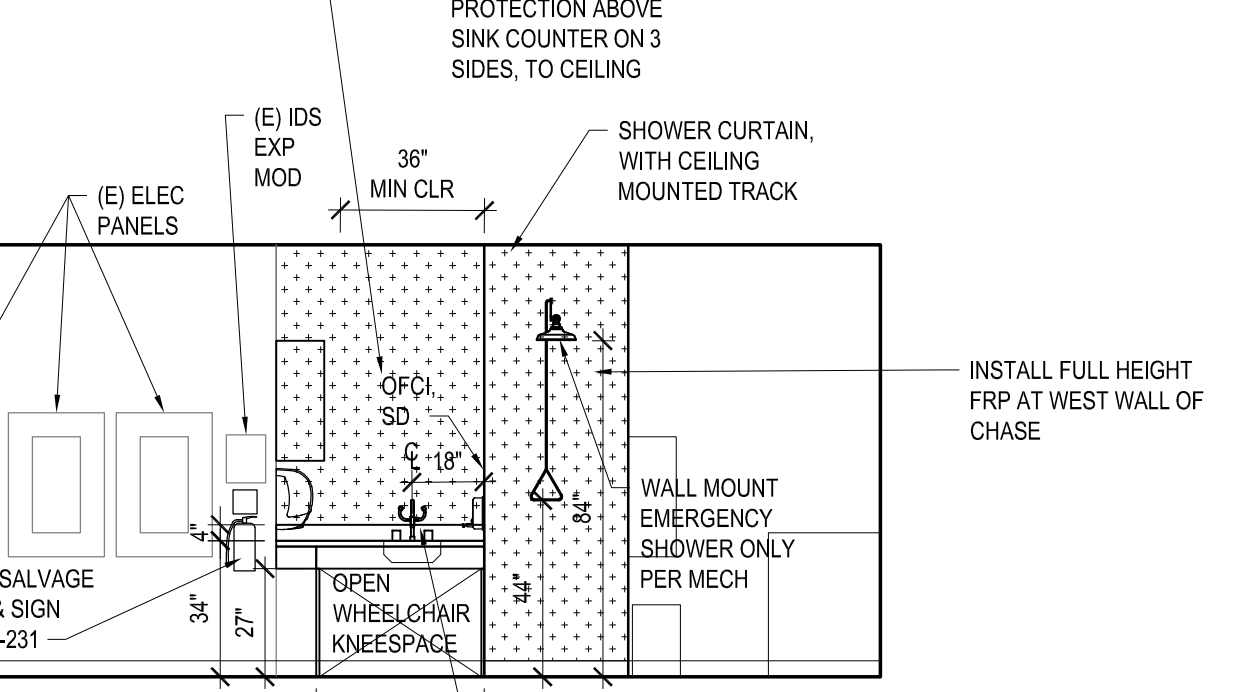 PROTECTION ABOVE
SINK COUNTER ON 3
SIDES, TO CEILING
(E) IDS
EXP
MOD
SHOWER CURTAIN,
WITH CEILING
MOUNTED TRACK
36"
MIN CLR
(E) ELEC
PANELS
INSTALL FULL HEIGHT
FRP AT WEST WALL OF
CHASE
OFCI,
SD
CL
18"
WALL MOUNT
EMERGENCY
SHOWER ONLY
PER MECH
84"
4"
44"
SALVAGE
& SIGN
-231
34"
27"
OPEN
WHEELCHAIR
KNEESPACE